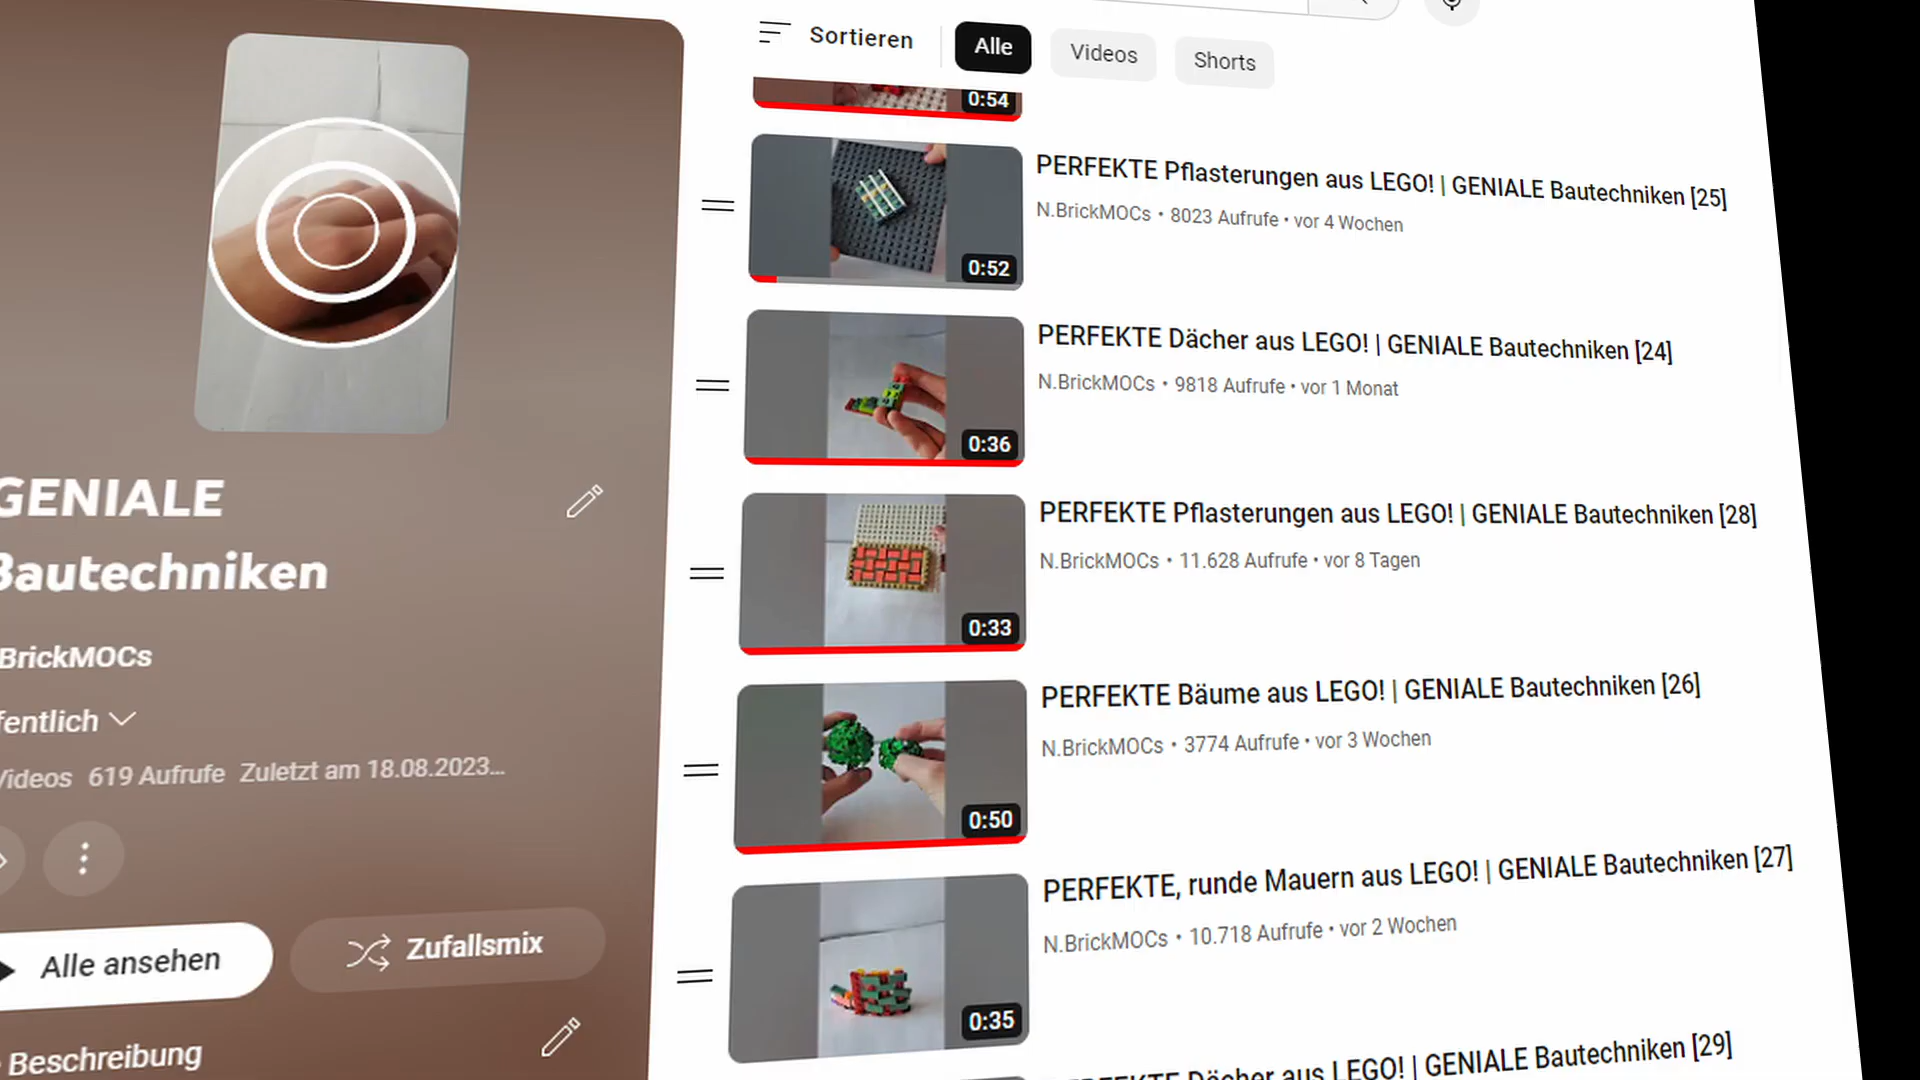 GENIALE
Bautechniken
BrickMOCs
Videos 619 Aufrufe Zuletzt am 18.08.2023...
Alle ansehen
Zufallsmix
Beschreibung
Sortieren
Alle
Videos
Shorts
0:54
0:52
PERFEKTE Pflasterungen aus LEGO! | GENIALE Bautechniken [25]
N.BrickMOCs • 8023 Aufrufe • vor 4 Wochen
0:36
PERFEKTE Dächer aus LEGO! | GENIALE Bautechniken [24]
N.BrickMOCs • 9818 Aufrufe • vor 1 Monat
0:33
PERFEKTE Pflasterungen aus LEGO! | GENIALE Bautechniken [28]
N.BrickMOCs • 11.628 Aufrufe • vor 8 Tagen
0:50
PERFEKTE Bäume aus LEGO! | GENIALE Bautechniken [26]
N.BrickMOCs • 3774 Aufrufe • vor 3 Wochen
0:35
PERFEKTE, runde Mauern aus LEGO! | GENIALE Bautechniken [27]
N.BrickMOCs • 10.718 Aufrufe • vor 2 Wochen
PERFEKTE Dächer aus LEGO! | GENIALE Bautechniken [29]